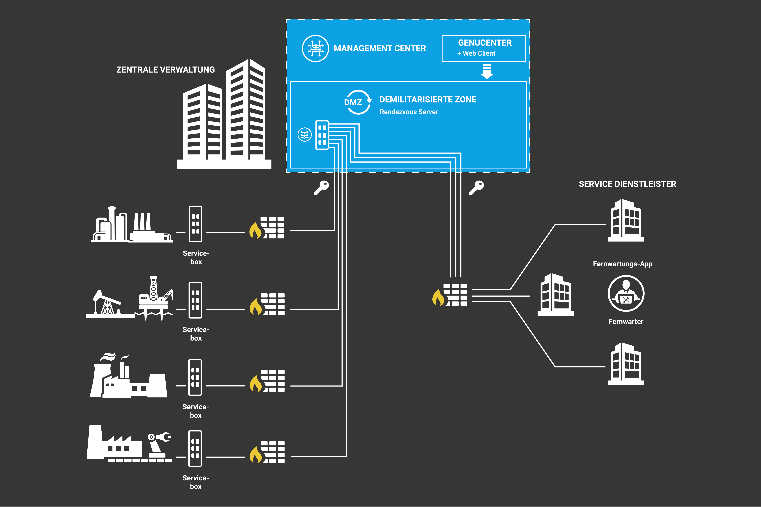 ZENTRALE VERWALTUNG
MANAGEMENT CENTER
GENUCENTER
+ Web Client
DMZ
DEMILITARISIERTE ZONE
Rendezvous Server
SERVICE DIENSTLEISTER
Service-
box
Service-
box
Service-
box
Service-
box
Fernwartungs-App
Fernwarter